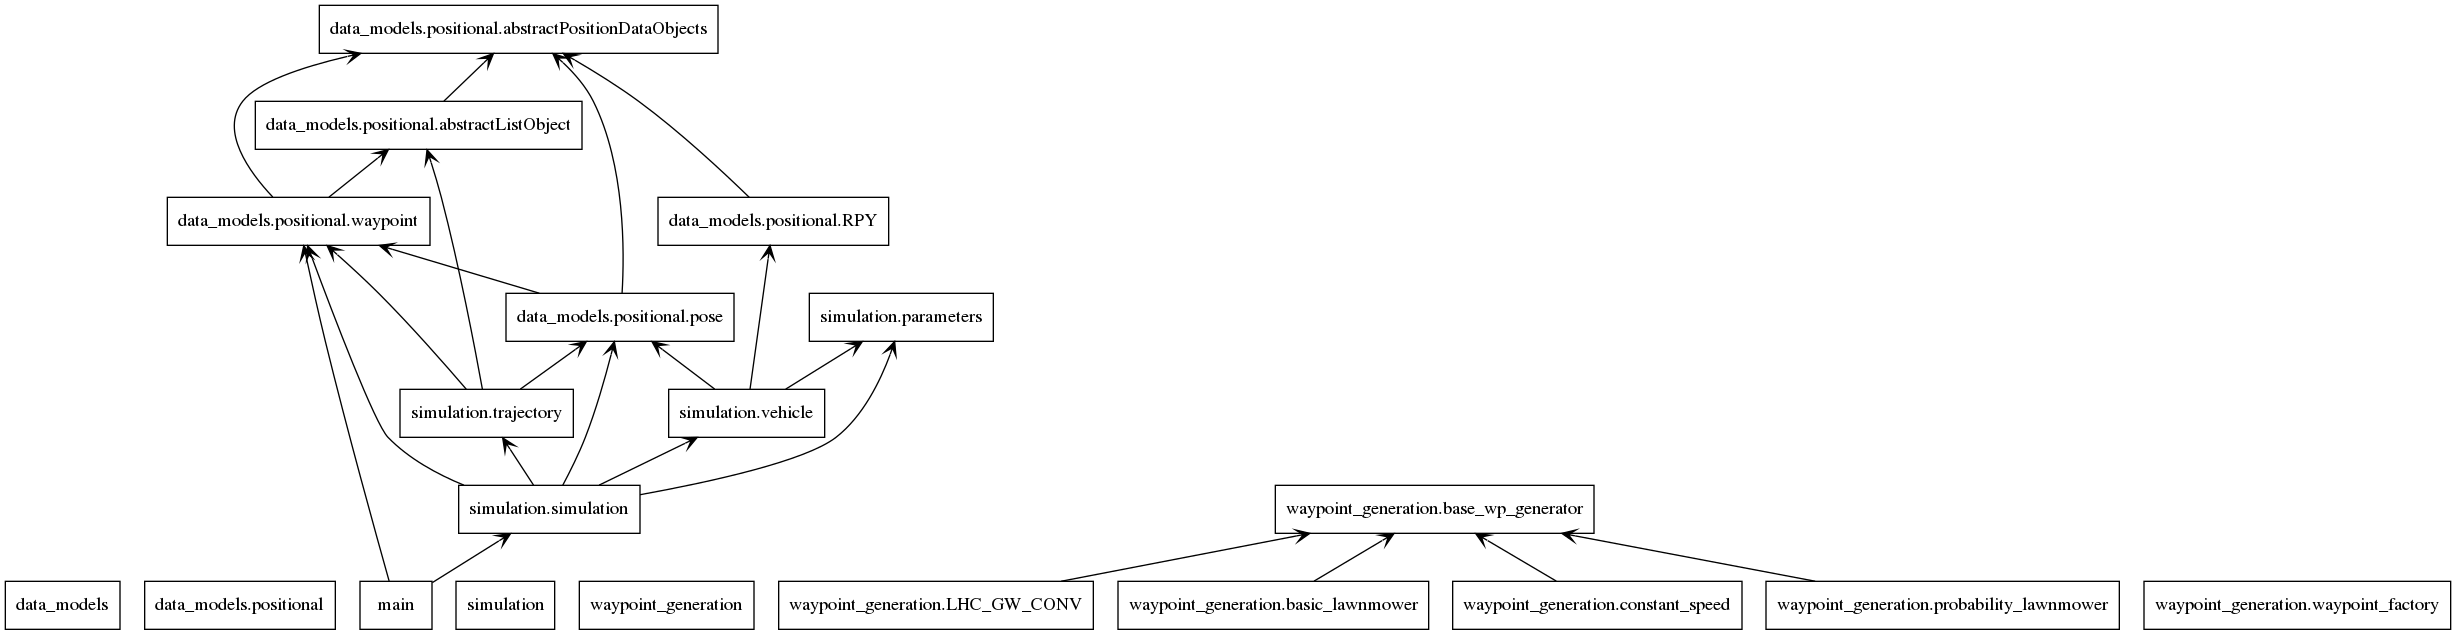 data_models.positional.abstractPositionDataObjects
data_models.positional.abstractListObject
data_models.positional.waypoint
data_models.positional.RPY
data_models.positional.pose
simulation.parameters
simulation.trajectory
simulation.vehicle
simulation.simulation
waypoint_generation.base_wp_generator
data_models
data_models.positional
main
simulation
waypoint_generation
waypoint_generation.LHC_GW_CONV
waypoint_generation.basic_lawnmower
waypoint_generation.constant_speed
waypoint_generation.probability_lawnmower
waypoint_generation.waypoint_factory